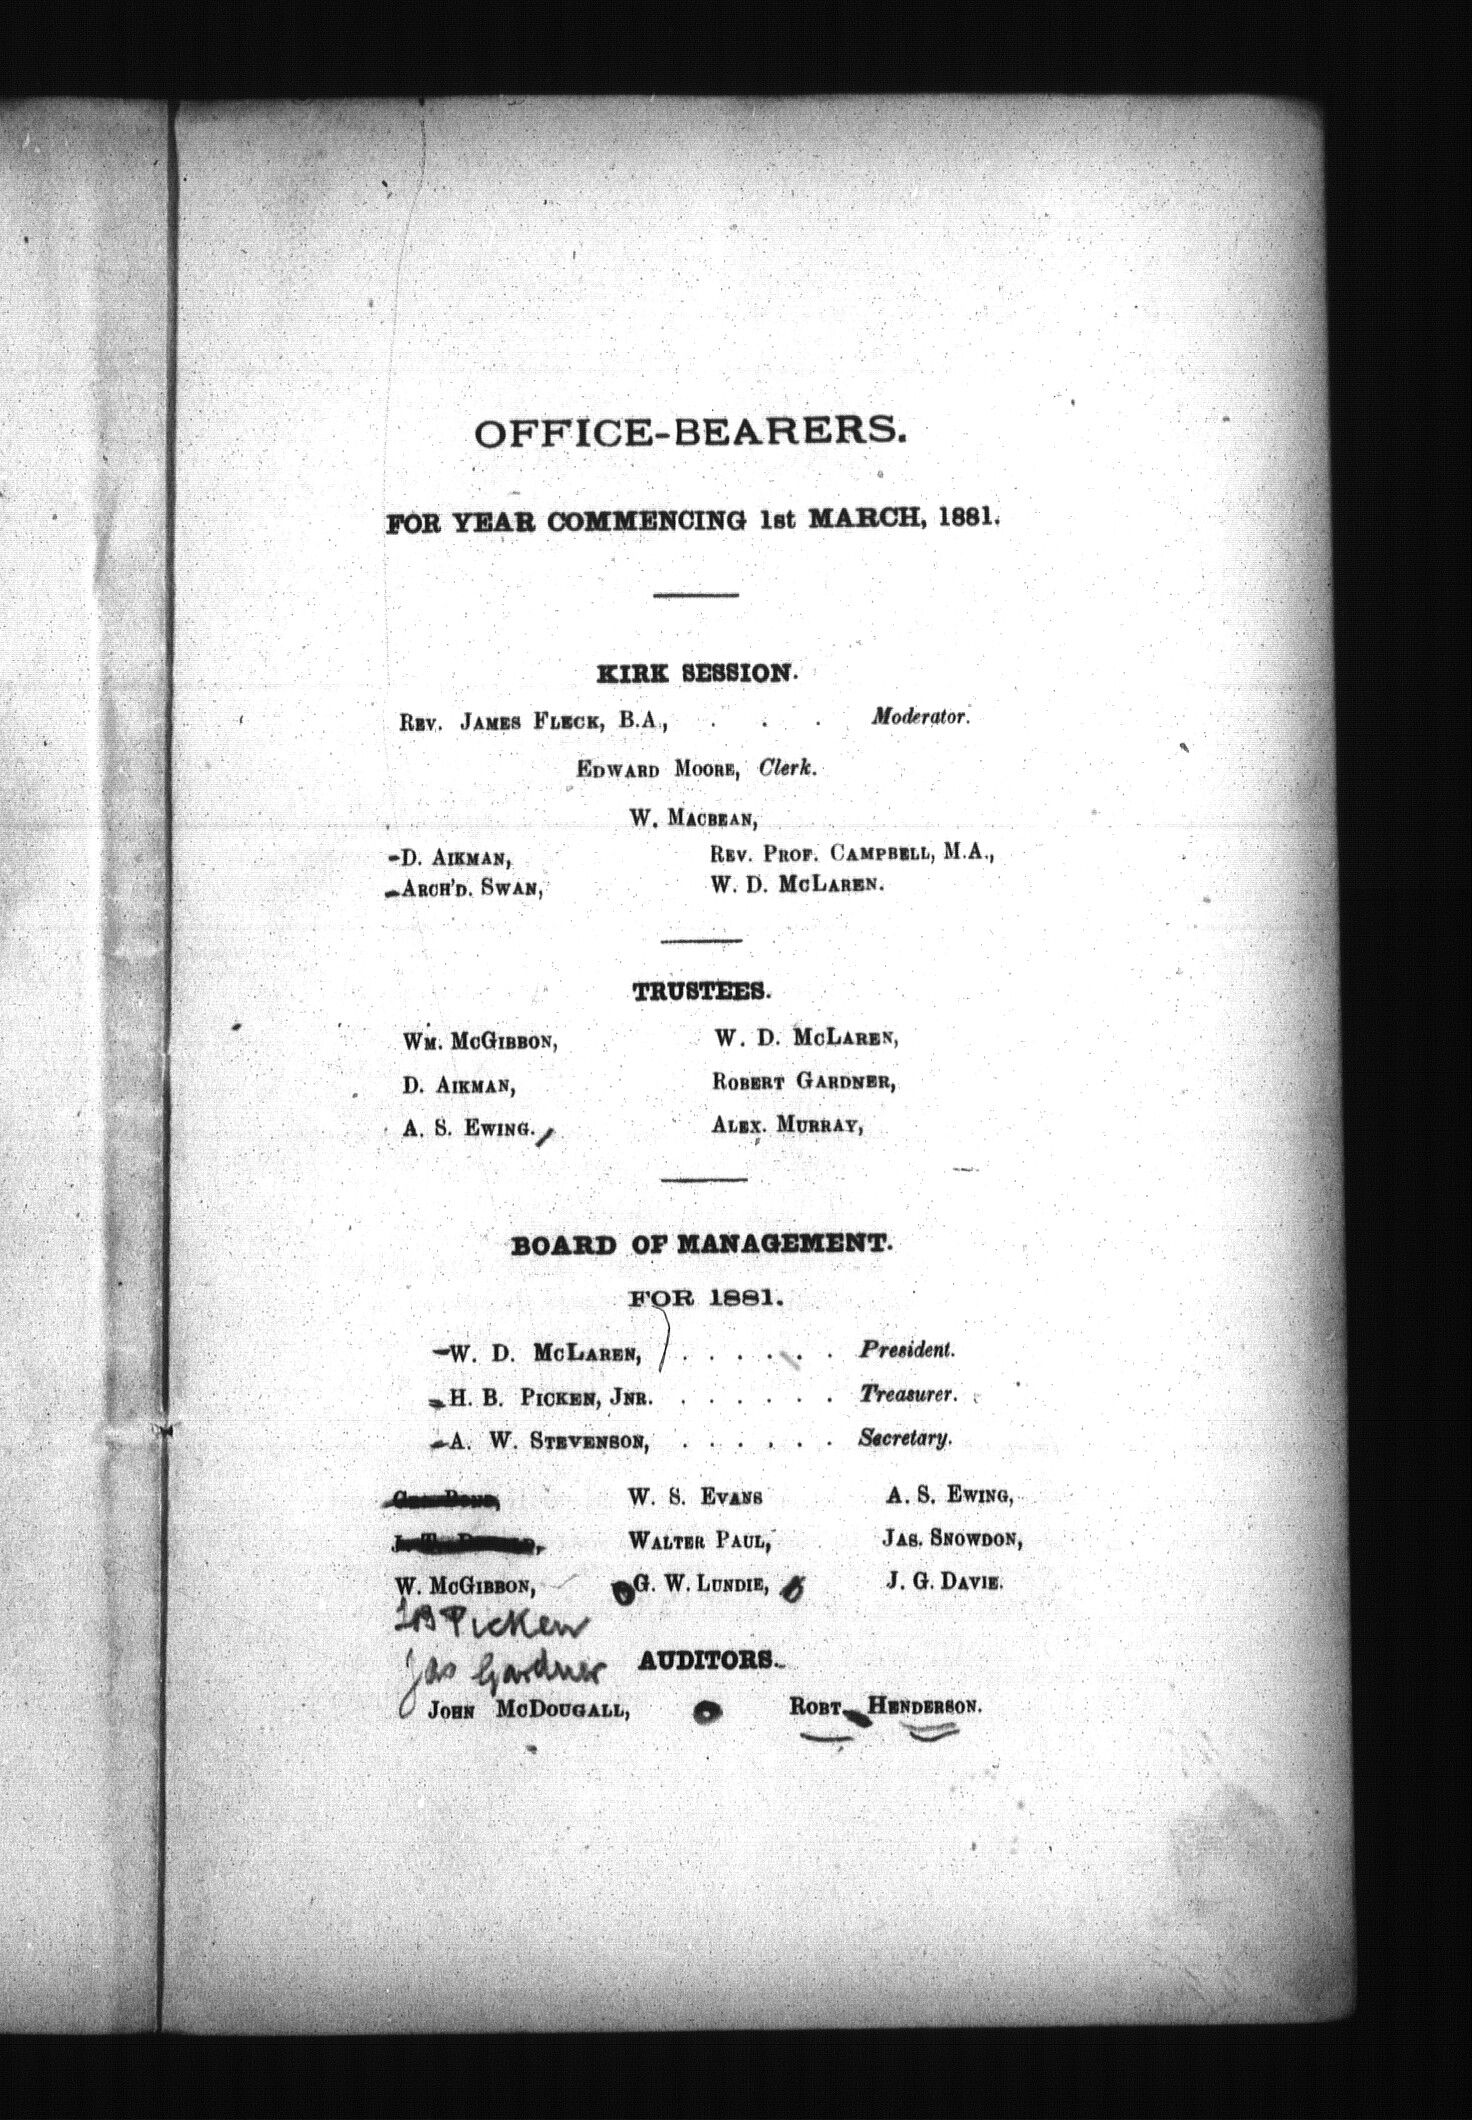 OFFICE-BEARERS.
FOR YEAR COMMENCING 1st MARCH, 1881.
KIRK SESSION.
REV. JAMES FLECK, B.A., . . . Moderator.
EDWARD MOORE, Clerk.
W. MACBEAN,
D. AIKMAN, REV. PROF. CAMPBELL, M.A.,
ARCH'D. SWAN, W. D. MCLAREN.
TRUSTEES.
WM. MCGIBBON, W. D. MCLAREN,
D. AIKMAN, ROBERT GARDNER,
A. S. EWING. ALEX. MURRAY,
BOARD OF MANAGEMENT.
FOR 1881.
W. D. MCLAREN, . . . . . . President.
H. B. PICKEN, JNR. . . . . . . Treasurer.
A. W. STEVENSON, . . . . . . Secretary.
W. S. EVANS A. S. EWING,
WALTER PAUL, JAS. SNOWDON,
W. MCGIBBON, G. W. LUNDIE, J. G. DAVIE.
Picken
Jas Gardner
AUDITORS.
JOHN MCDOUGALL, ROBT. HENDERSON.